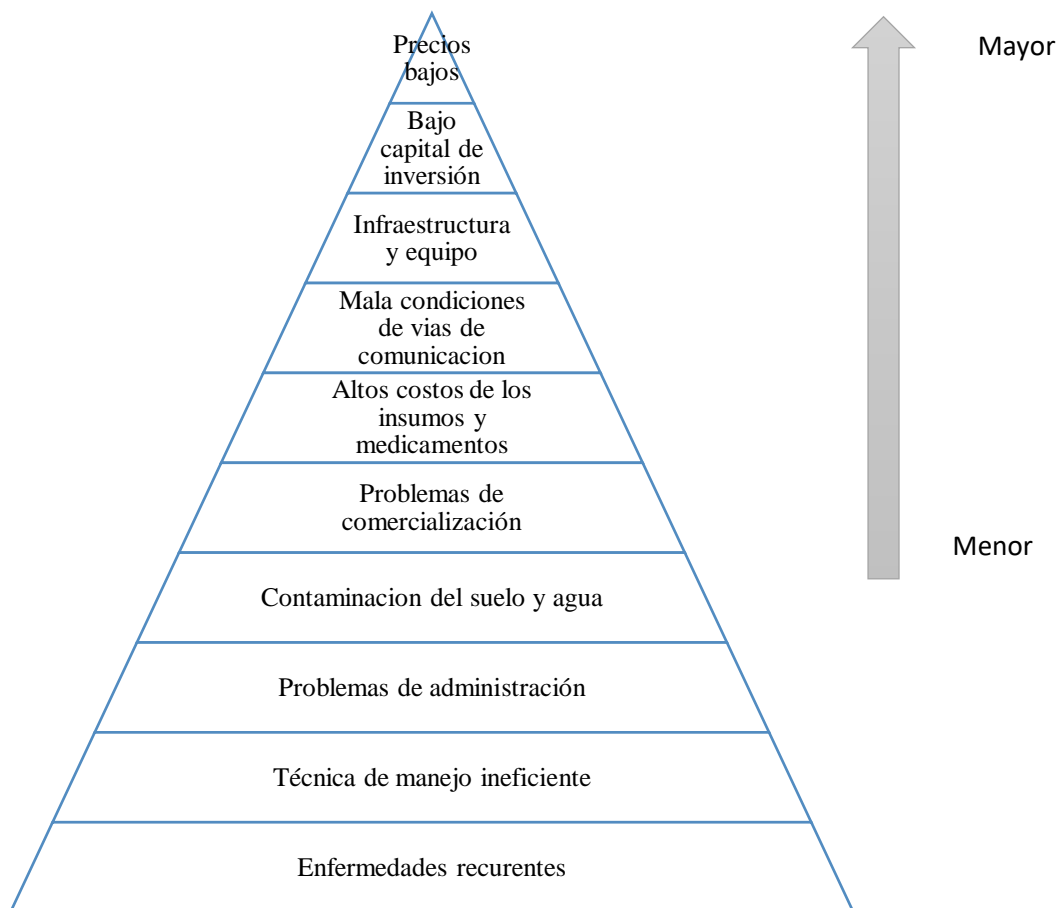 Precios
bajos
Mayor
Bajo
capital de
inversión
Infraestructura
y equipo
Mala condiciones
de vias de
comunicacion
Altos costos de los
insumos y
medicamentos
Problemas de
comercialización
Menor
Contaminacion del suelo y agua
Problemas de administración
Técnica de manejo ineficiente
Enfermedades recurentes